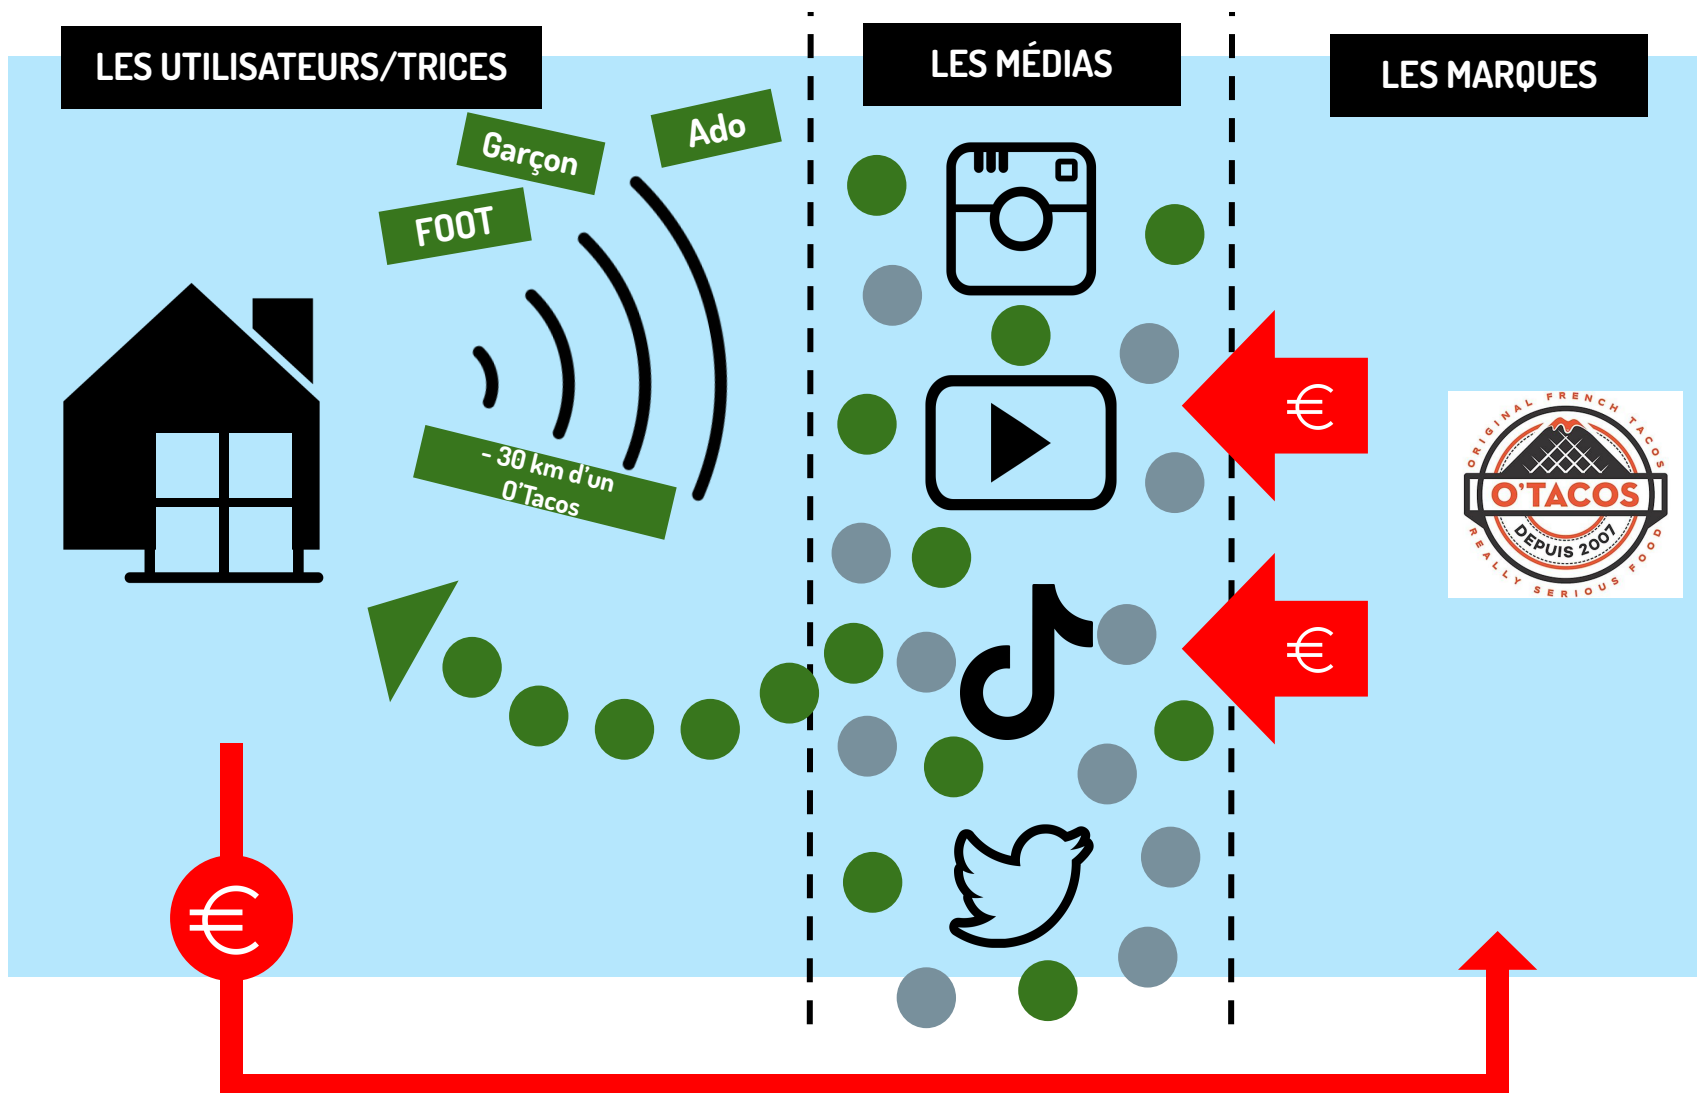 LES UTILISATEURS/TRICES
LES MÉDIAS
LES MARQUES
Ado
Garçon
FOOT
- 30 km d'un
O'Tacos
€
€
€
ORIGINAL FRENCH TACOS
O'TACOS
DEPUIS 2007
REALLY SERIOUS FOOD